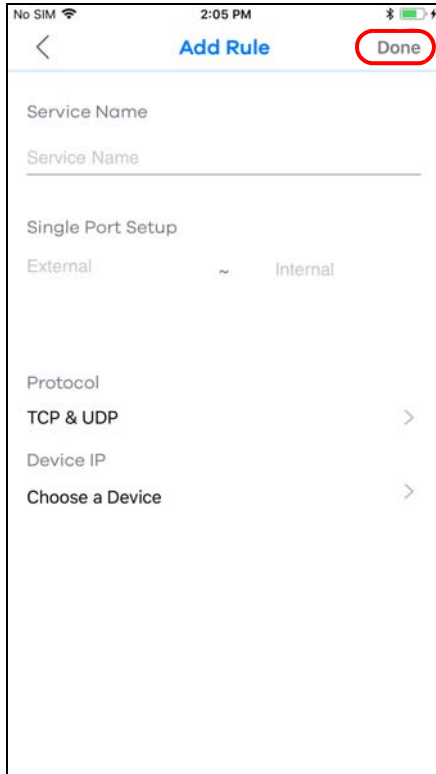 No SIM 2:05 PM
Add Rule Done
Service Name
Service Name
Single Port Setup
External ~ Internal
Protocol
TCP & UDP
Device IP
Choose a Device